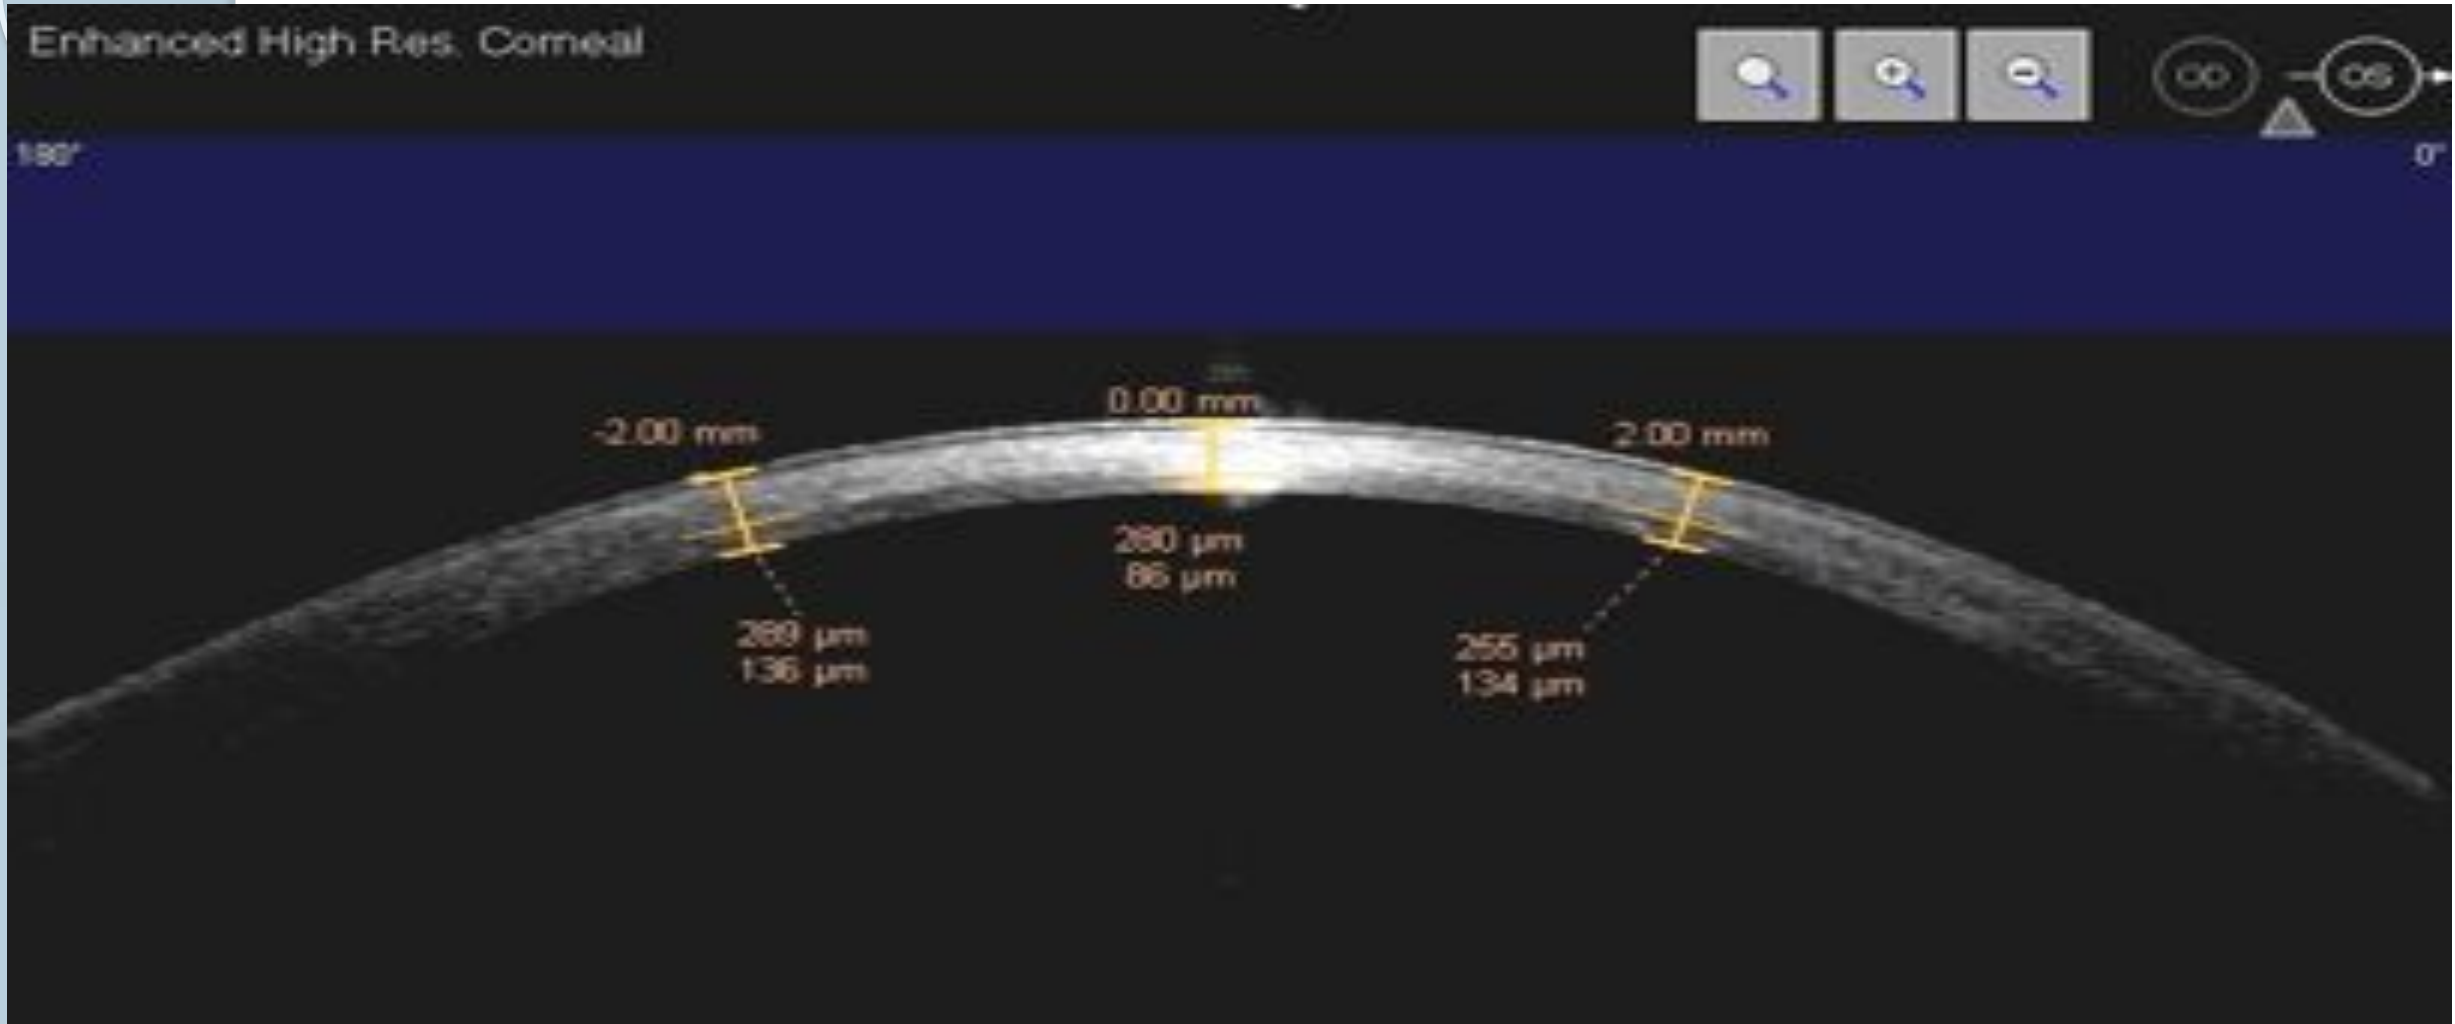 Enhanced High Res. Corneal
OD
OS
180°
0°
0.00 mm
-2.00 mm
2.00 mm
280 µm
86 µm
289 µm
136 µm
255 µm
134 µm